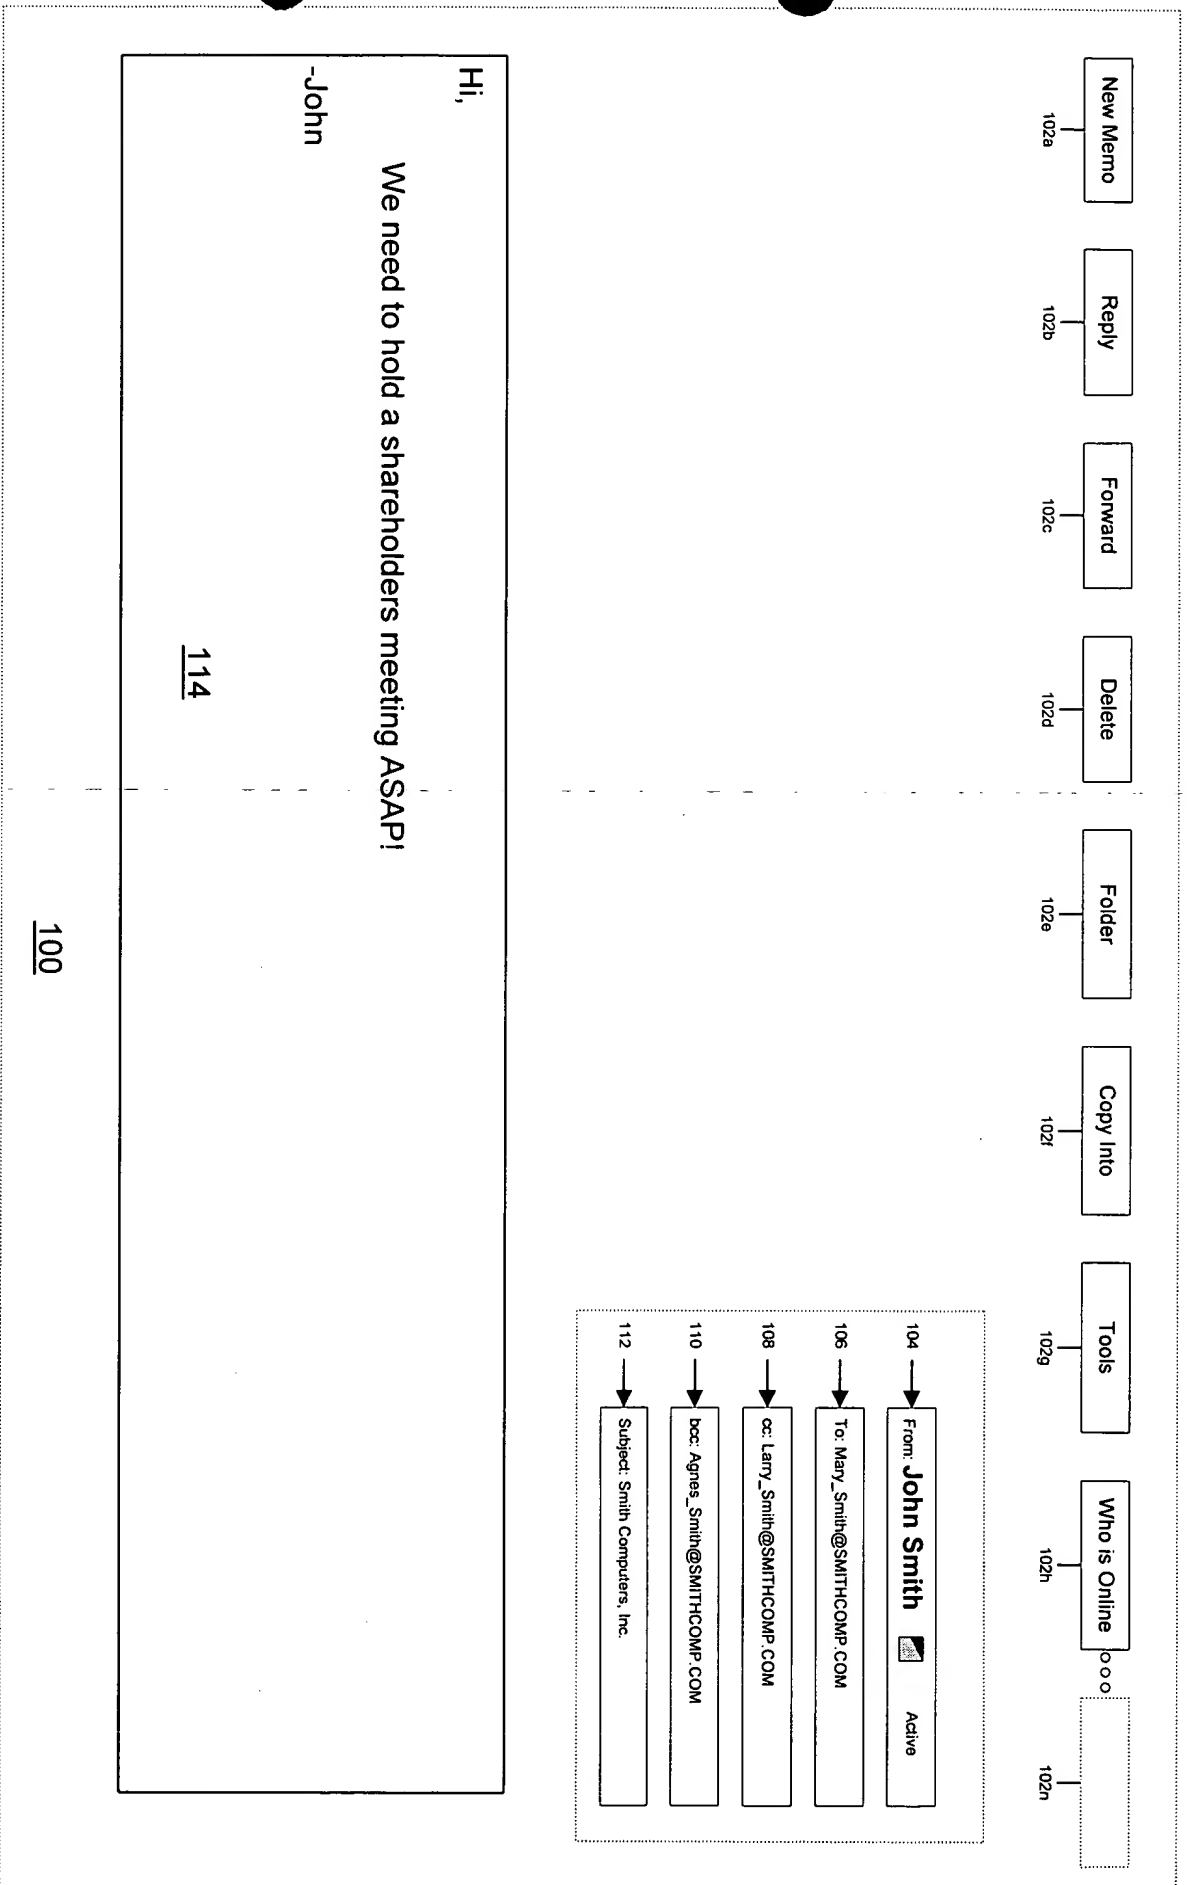 New Memo
Reply
Forward
Delete
Folder
Copy Into
Tools
Who is Online
ooo
102a
102b
102c
102d
102e
102f
102g
102h
102n
104
From: John Smith Active
106
To: Mary_Smith@SMITHCOMP.COM
108
cc: Larry_Smith@SMITHCOMP.COM
110
bcc: Agnes_Smith@SMITHCOMP.COM
112
Subject: Smith Computers, Inc.
Hi,
We need to hold a shareholders meeting ASAP!
-John
114
100